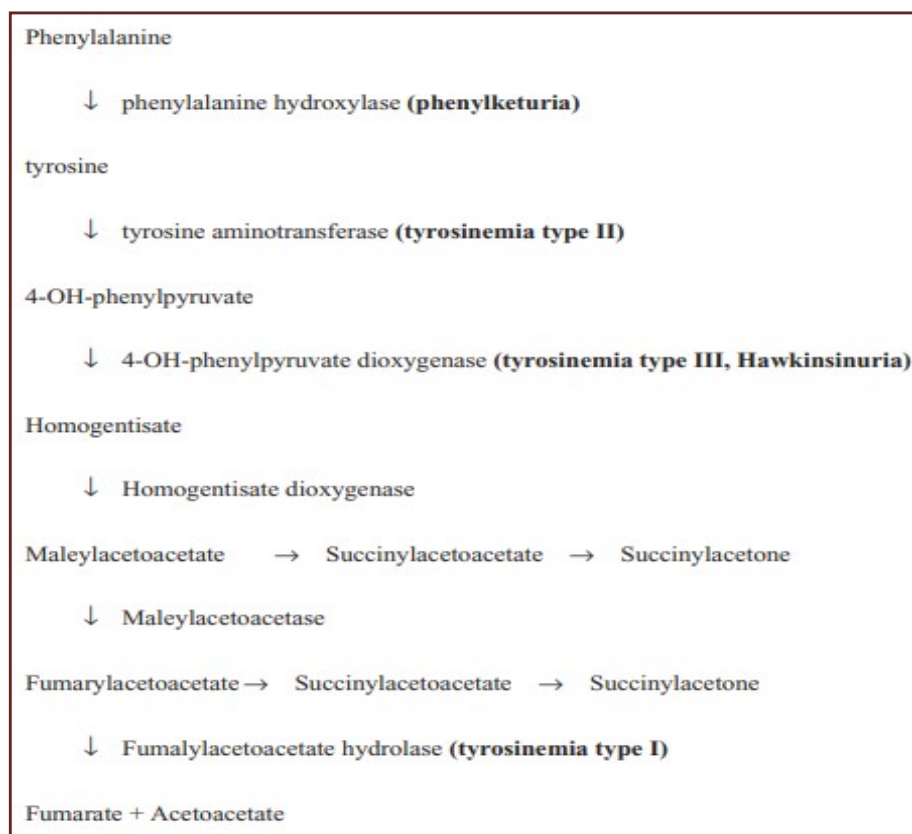 Phenylalanine
↓ phenylalanine hydroxylase (phenylketuria)
tyrosine
↓ tyrosine aminotransferase (tyrosinemia type II)
4-OH-phenylpyruvate
↓ 4-OH-phenylpyruvate dioxygenase (tyrosinemia type III, Hawkinsinuria)
Homogentisate
↓ Homogentisate dioxygenase
Maleylacetoacetate → Succinylacetoacetate → Succinylacetone
↓ Maleylacetoacetase
Fumarylacetoacetate → Succinylacetoacetate → Succinylacetone
↓ Fumalylacetoacetate hydrolase (tyrosinemia type I)
Fumarate + Acetoacetate